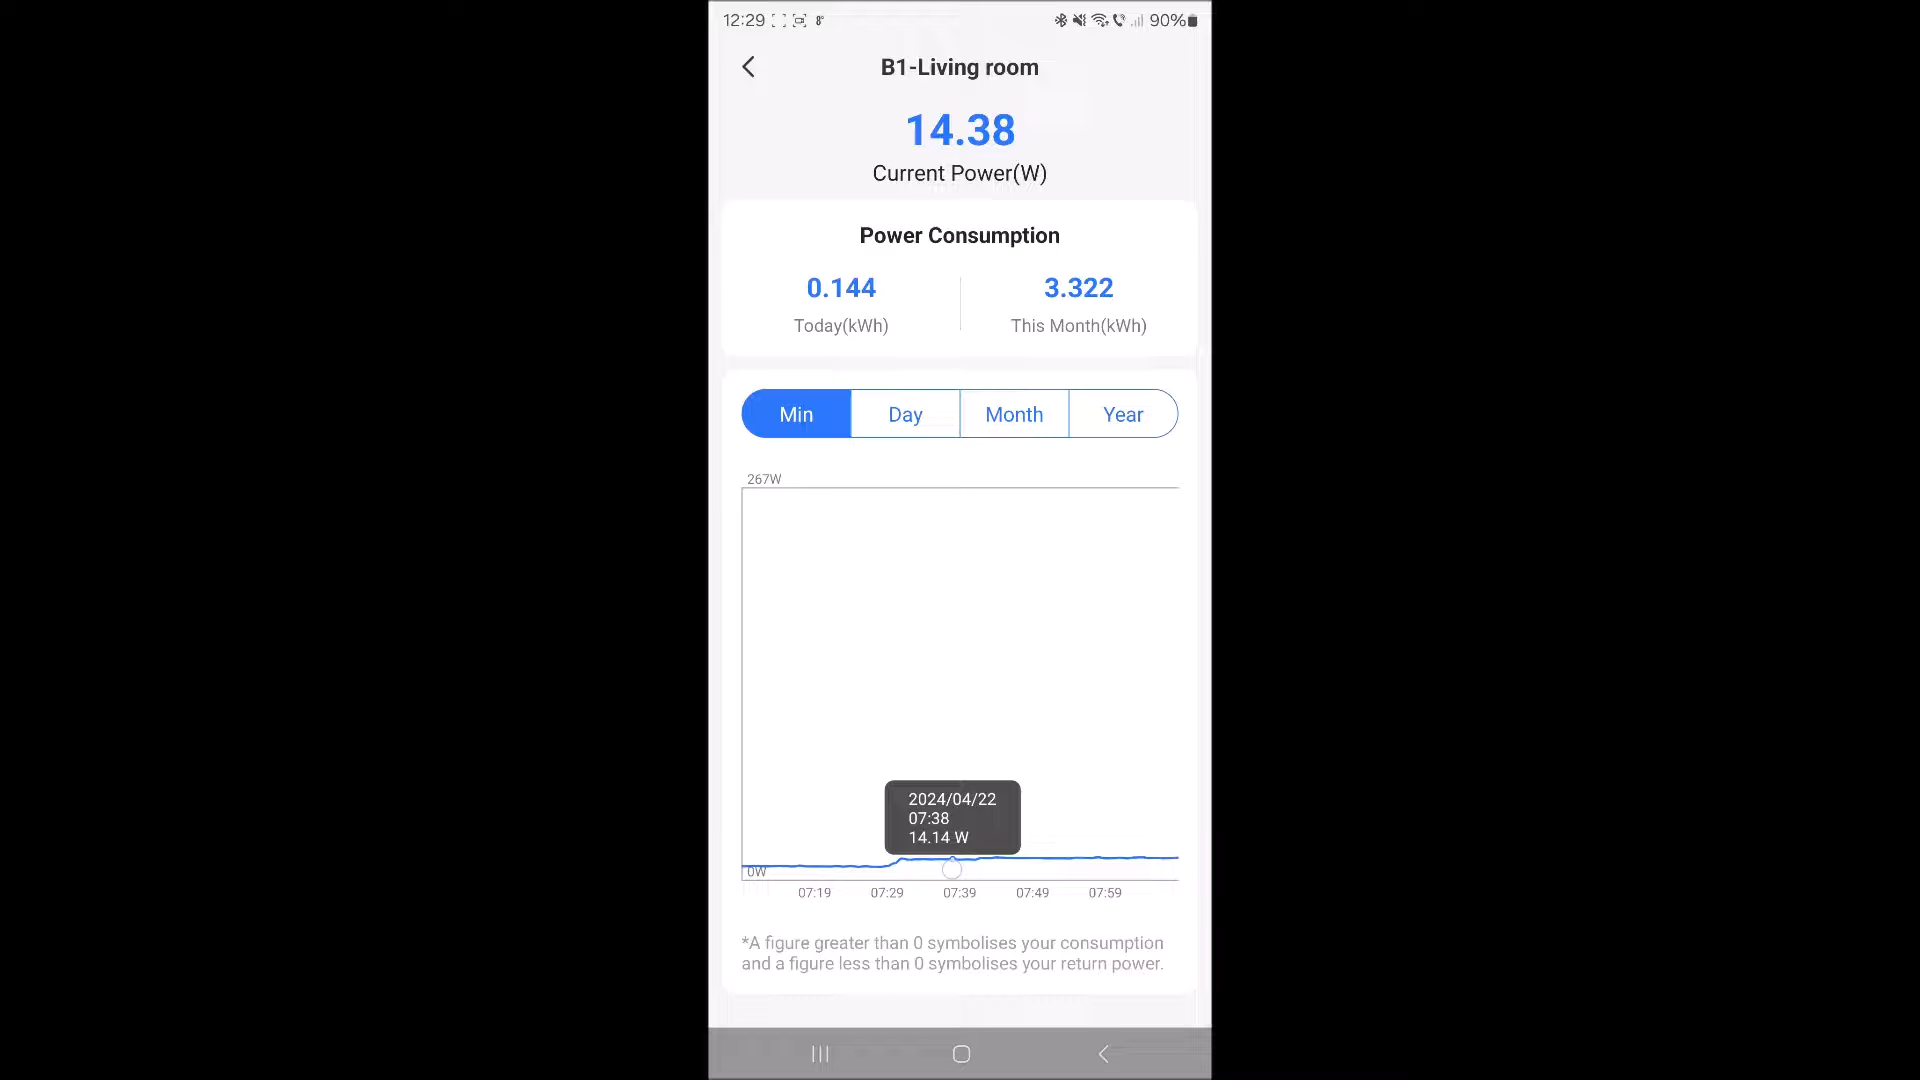 12:29 90%
B1-Living room
14.38
Current Power(W)
Power Consumption
0.144 3.322
Today(kWh) This Month(kWh)
Min Day Month Year
267W
2024/04/22
07:38
14.14 W
0W
07:19 07:29 07:39 07:49 07:59
*A figure greater than 0 symbolises your consumption
and a figure less than 0 symbolises your return power.